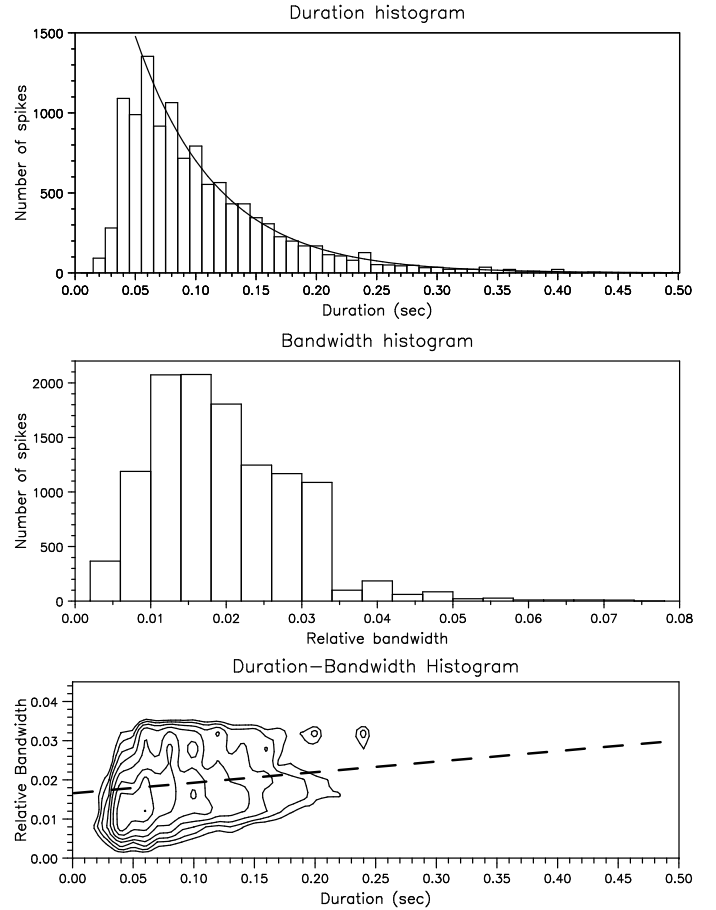 Duration histogram
1500
1000
500
0
Number of spikes
0.00 0.05 0.10 0.15 0.20 0.25 0.30 0.35 0.40 0.45 0.50
Duration (sec)
Bandwidth histogram
2000
1500
1000
500
0
Number of spikes
0.00 0.01 0.02 0.03 0.04 0.05 0.06 0.07 0.08
Relative bandwidth
Duration-Bandwidth Histogram
0.04
0.03
0.02
0.01
0.00
Relative Bandwidth
0.00 0.05 0.10 0.15 0.20 0.25 0.30 0.35 0.40 0.45 0.50
Duration (sec)